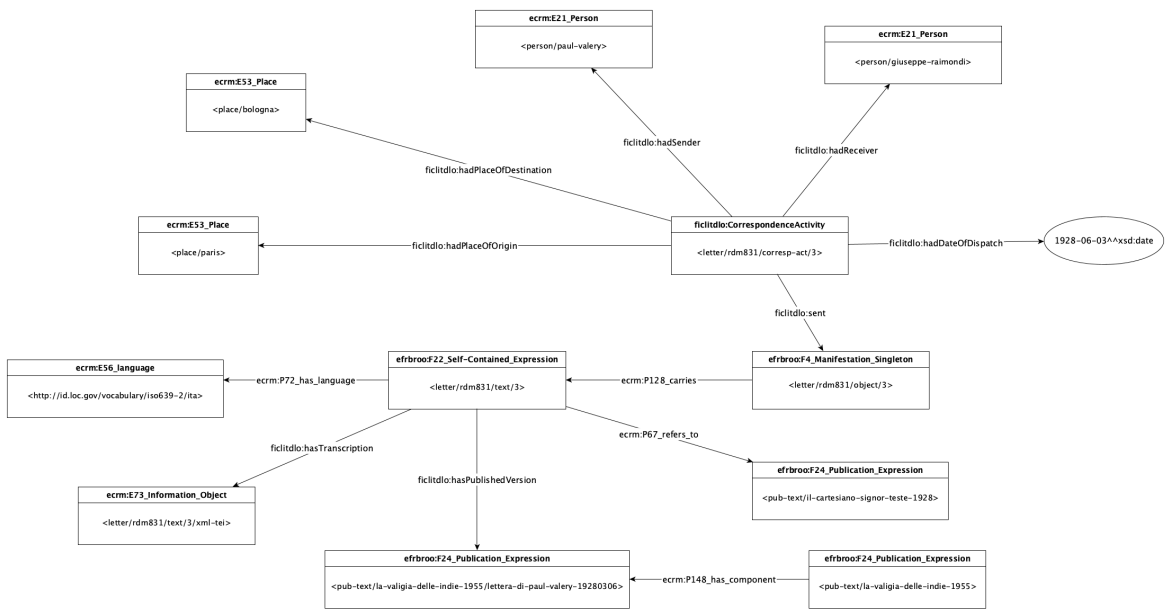 ecrm:E21_Person
<person/paul-valery>
ecrm:E21_Person
<person/giuseppe-raimondi>
ecrm:E53_Place
<place/bologna>
ficlitdlo:hadSender
ficlitdlo:hadReceiver
ficlitdlo:hadPlaceOfDestination
ecrm:E53_Place
<place/paris>
ficlitdlo:hadPlaceOfOrigin
ficlitdlo:CorrespondenceActivity
<letter/rdm831/corresp-act/3>
ficlitdlo:hadDateOfDispatch
1928-06-03^^xsd:date
ficlitdlo:sent
ecrm:E56_language
<http://id.loc.gov/vocabulary/iso639-2/ita>
ecrm:P72_has_language
efrbroo:F22_Self-Contained_Expression
<letter/rdm831/text/3>
ecrm:P128_carries
efrbroo:F4_Manifestation_Singleton
<letter/rdm831/object/3>
ficlitdlo:hasTranscription
ecrm:P67_refers_to
ficlitdlo:hasPublishedVersion
efrbroo:F24_Publication_Expression
<pub-text/il-cartesiano-signor-teste-1928>
ecrm:E73_Information_Object
<letter/rdm831/text/3/xml-tei>
efrbroo:F24_Publication_Expression
<pub-text/la-valigia-delle-indie-1955/lettera-di-paul-valery-19280306>
ecrm:P148_has_component
efrbroo:F24_Publication_Expression
<pub-text/la-valigia-delle-indie-1955>